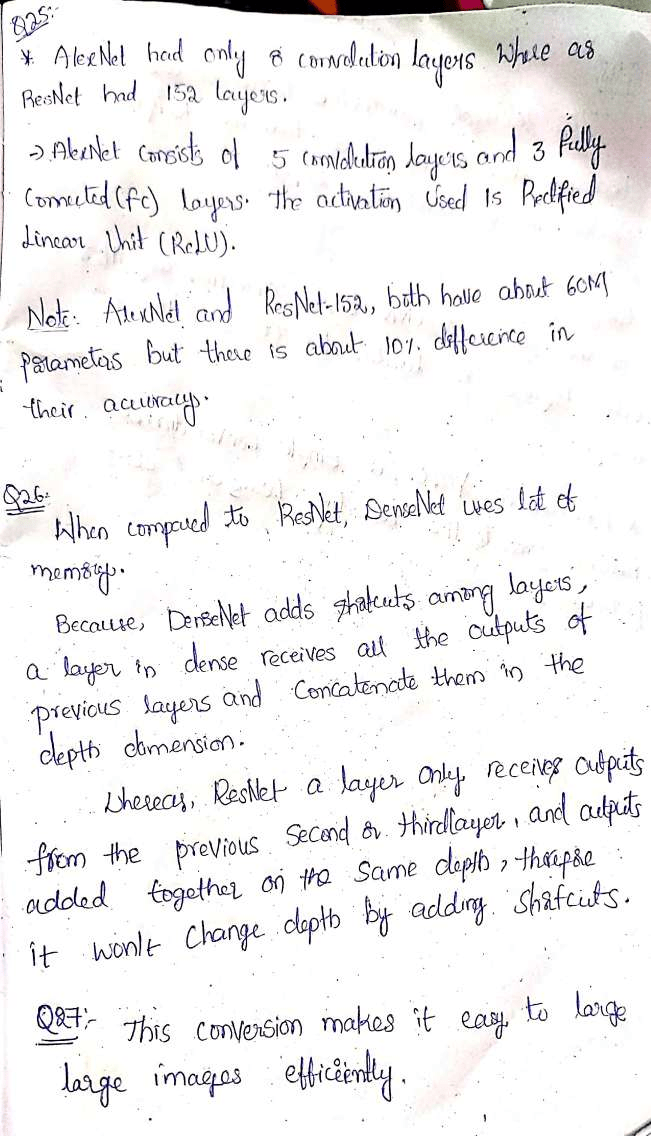 Q25:-
* AlexNet had only 8 convolution layers where as
ResNet had 152 layers.
-> AlexNet consists of 5 convolution layers and 3 Fully
Connected (fc) layers. The activation used is Rectified
Linear Unit (ReLU).
Note: AlexNet and ResNet-152, both have about 60M
parameters but there is about 10% difference in
their accuracy.
Q26:
When compared to ResNet, DenseNet uses lot of
memory.
Because, DenseNet adds shotcuts among layers,
a layer in dense receives all the outputs of
previous layers and Concatenate them in the
depth dimension.
Whereas, ResNet a layer only receives outputs
from the previous second or third layer, and outputs
added together on the same depth, therefore
it won't change depth by adding shotcuts.
Q27:- This conversion makes it easy to large
large images efficiently.